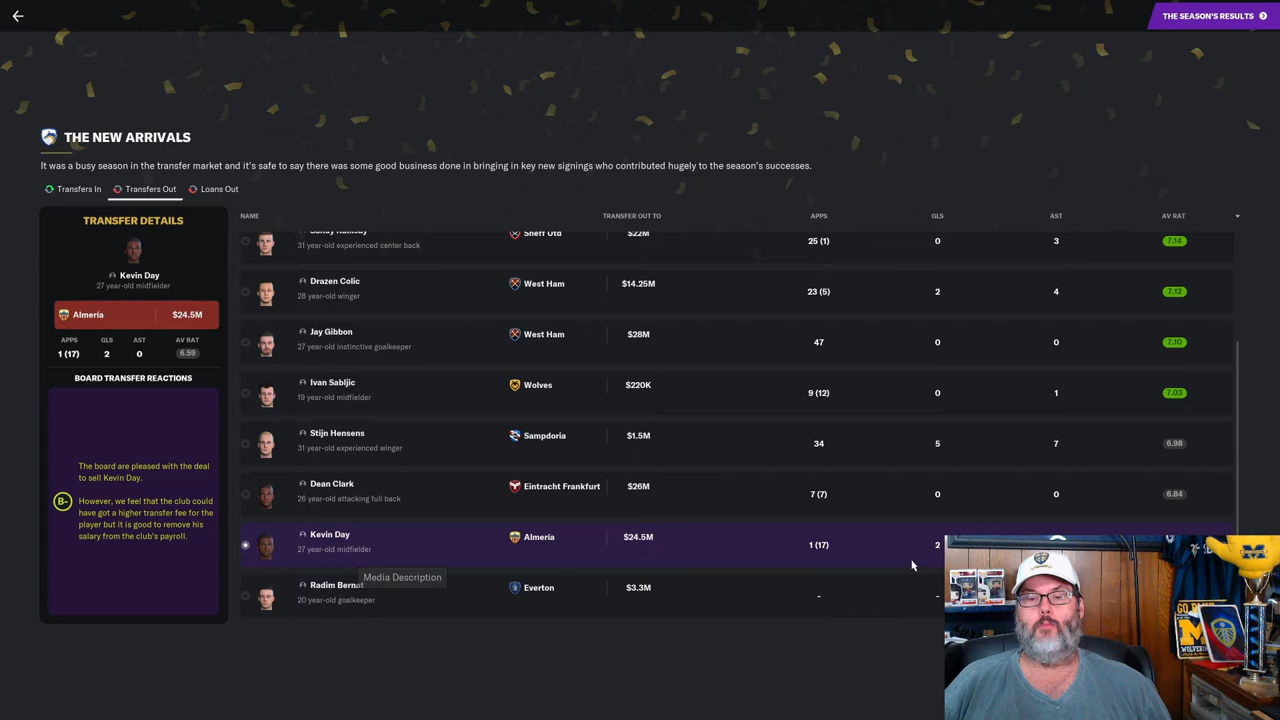 THE SEASON'S RESULTS
THE NEW ARRIVALS
It was a busy season in the transfer market and it's safe to say there was some good business done in bringing in key new signings who contributed hugely to the season's successes.
Transfers In Transfers Out Loans Out
TRANSFER DETAILS
Kevin Day
27 year-old midfielder
Almería $24.5M
APPS GLS AST AV RAT
1 (17) 2 0 6.59
BOARD TRANSFER REACTIONS
The board are pleased with the deal
to sell Kevin Day.
B-
However, we feel that the club could
have got a higher transfer fee for the
player but it is good to remove his
salary from the club's payroll.
NAME TRANSFER OUT TO APPS GLS AST AV RAT
Sheff Utd $22M
31 year-old experienced center back 25 (1) 0 3 7.14
Drazen Colic West Ham $14.25M
28 year-old winger 23 (5) 2 4 7.12
Jay Gibbon West Ham $28M
27 year-old instinctive goalkeeper 47 0 0 7.10
Ivan Sabljic Wolves $220K
19 year-old midfielder 9 (12) 0 1 7.03
Stijn Hensens Sampdoria $1.5M
31 year-old experienced winger 34 5 7 6.98
Dean Clark Eintracht Frankfurt $26M
26 year-old attacking full back 7 (7) 0 0 6.84
Kevin Day Almería $24.5M
27 year-old midfielder 1 (17) 2
Media Description
Radim Everton $3.3M
20 year-old goalkeeper - -
GO
M
WOLVERINE